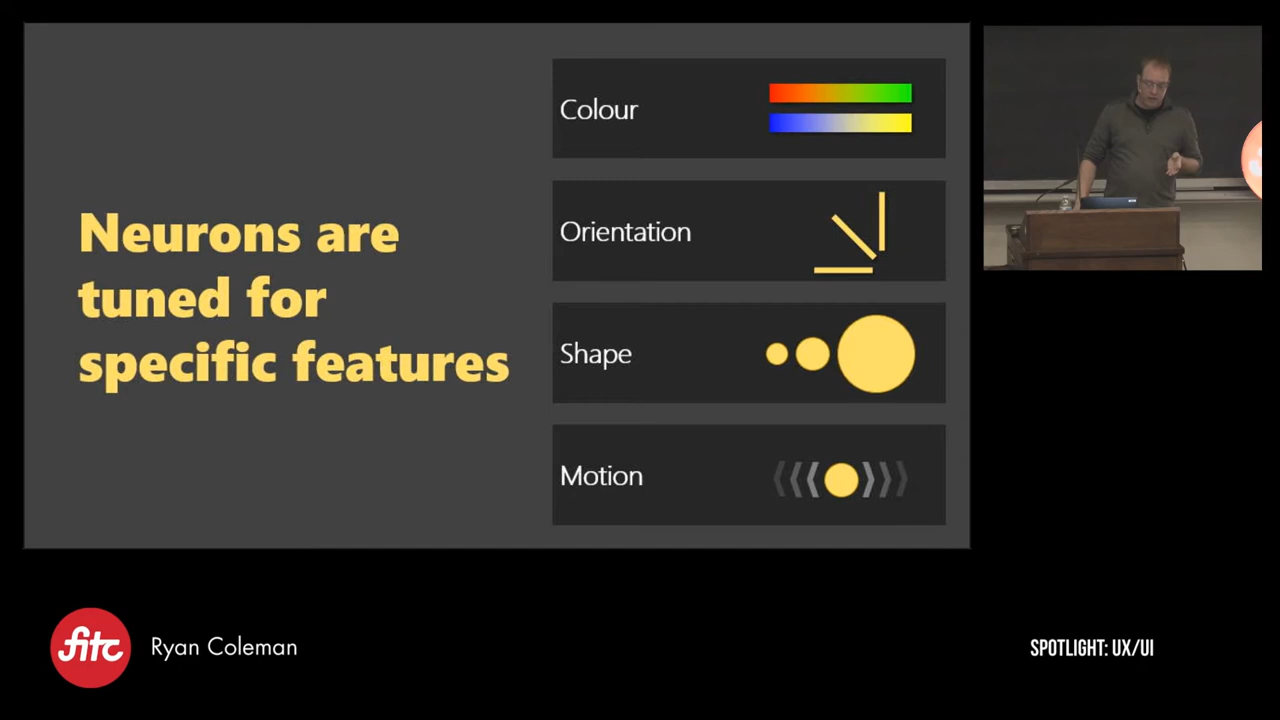 Neurons are
tuned for
specific features
Colour
Orientation
Shape
Motion
fitc
Ryan Coleman
SPOTLIGHT: UX/UI